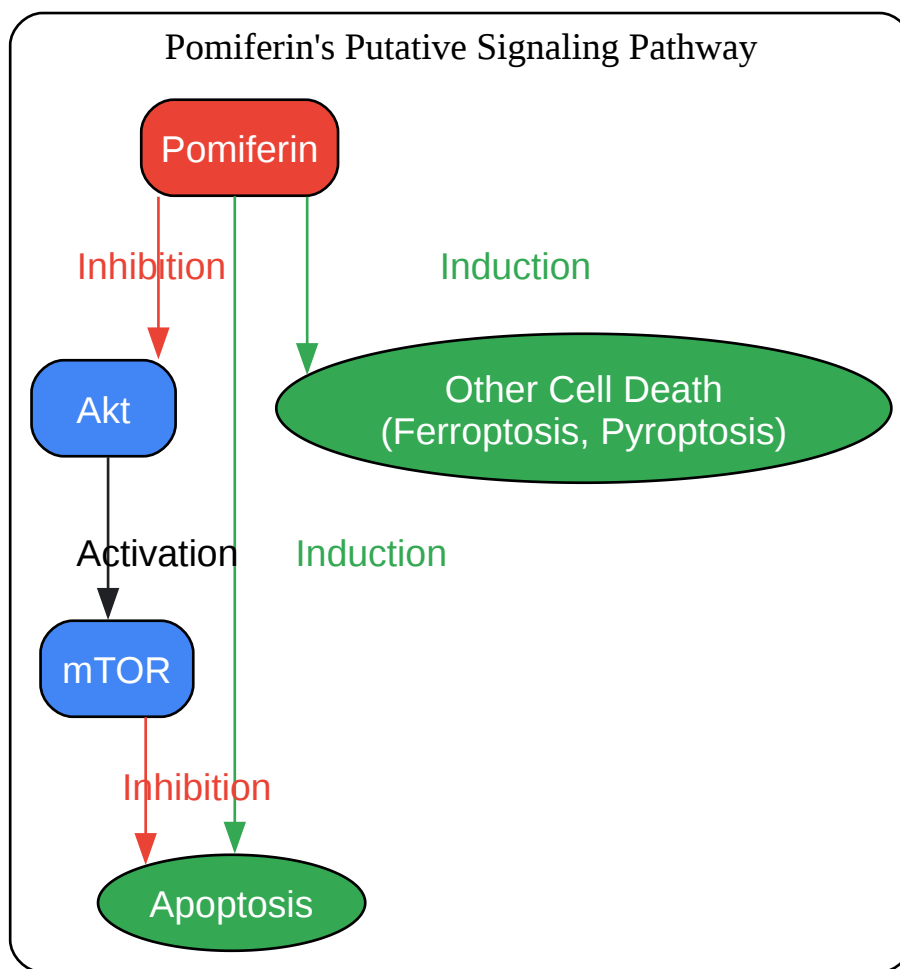 Pomiferin's Putative Signaling Pathway
Pomiferin
Inhibition
Induction
Akt
Other Cell Death
(Ferroptosis, Pyroptosis)
Activation
Induction
mTOR
Inhibition
Apoptosis